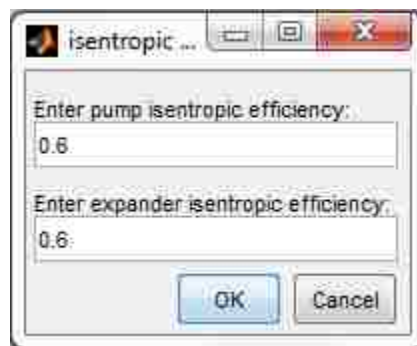 isentropic ...
Enter pump isentropic efficiency:
0.6
Enter expander isentropic efficiency:
0.6
OK Cancel